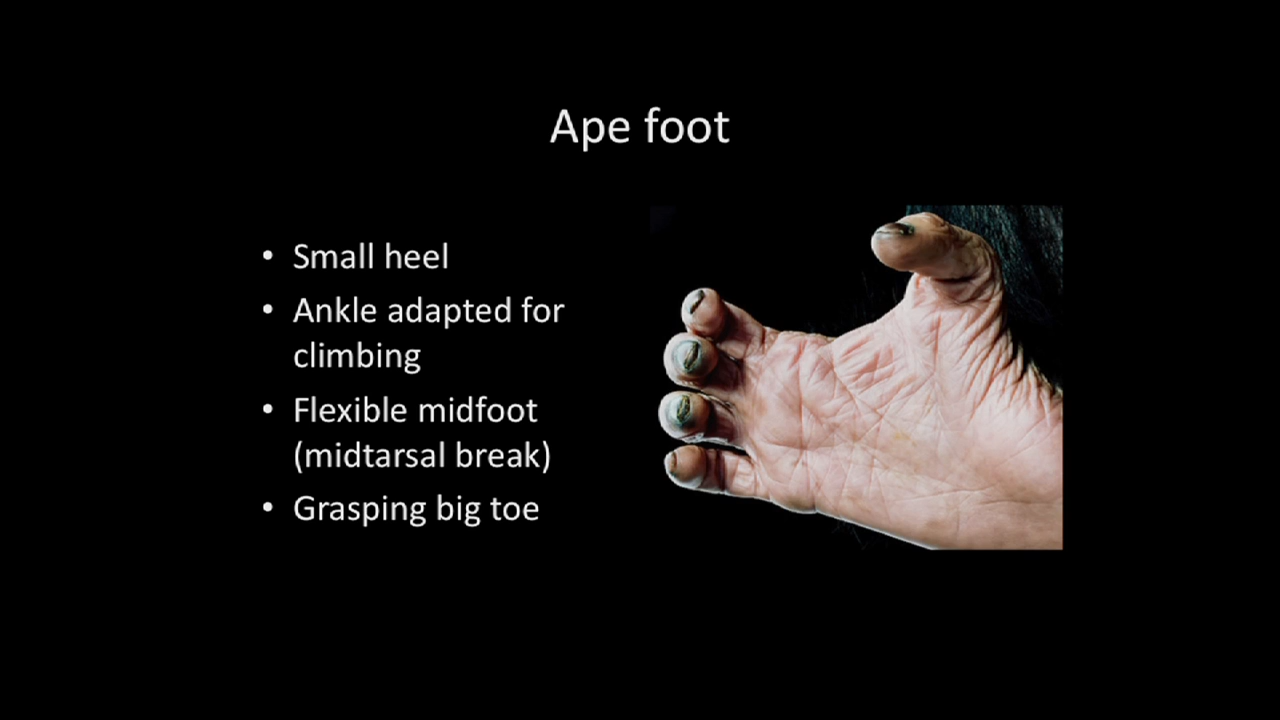 Ape foot
• Small heel
• Ankle adapted for
climbing
• Flexible midfoot
(midtarsal break)
• Grasping big toe